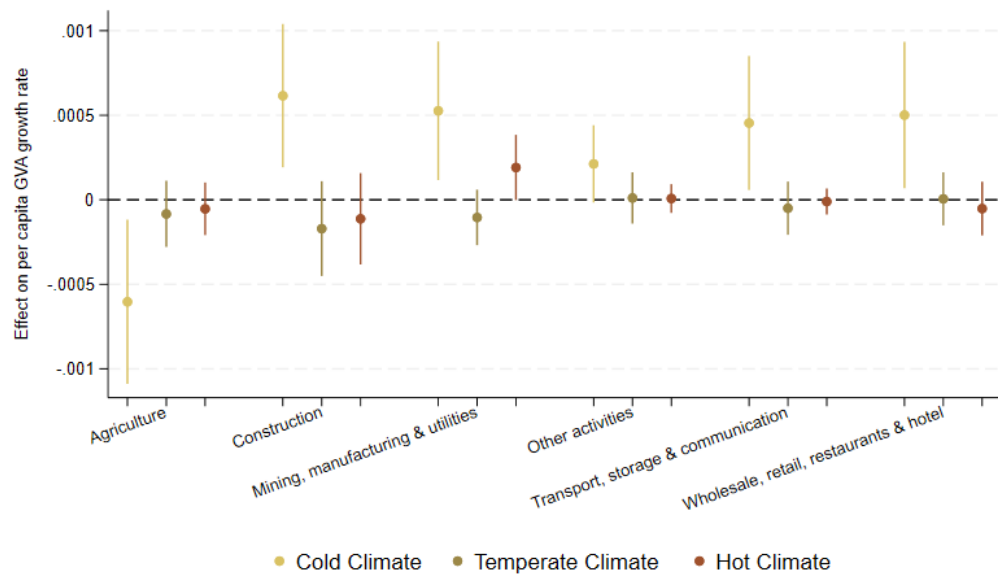 Effect on per capita GVA growth rate
.001
.0005
0
-.0005
-.001
Agriculture
Construction
Mining, manufacturing & utilities
Other activities
Transport, storage & communication
Wholesale, retail, restaurants & hotel
Cold Climate
Temperate Climate
Hot Climate